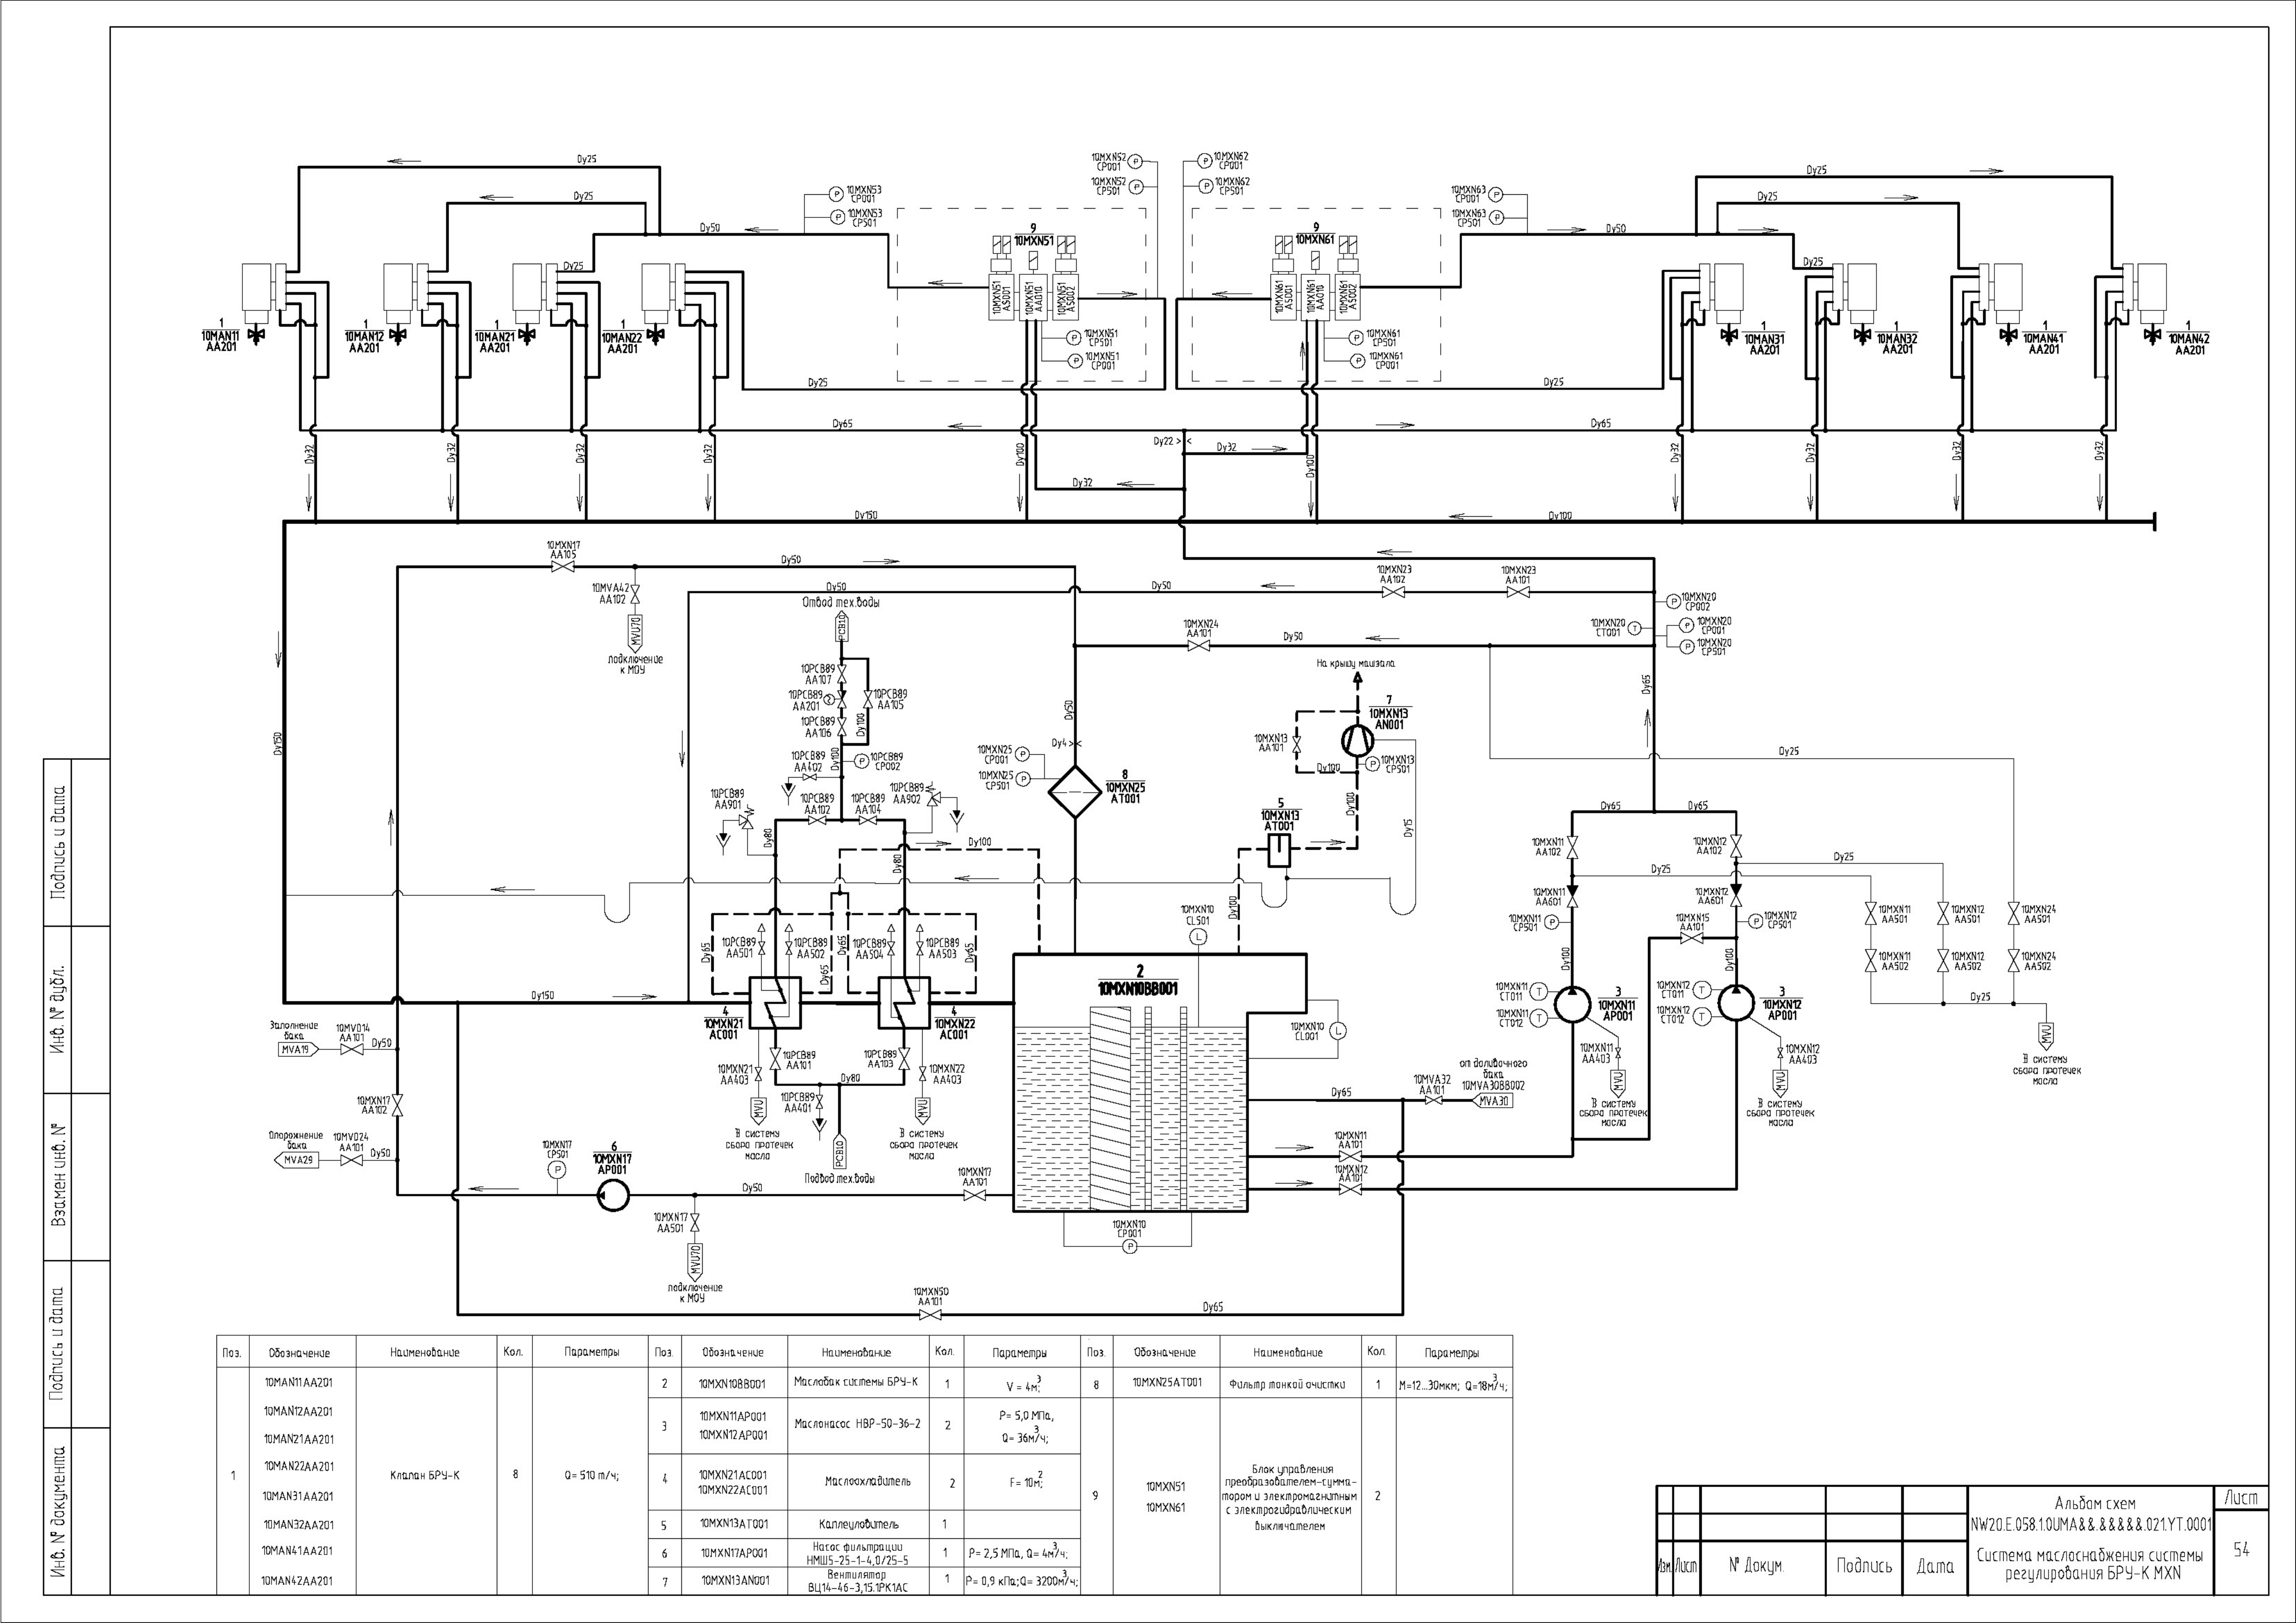 Dy25
Dy25
Dy50
Dy25
10MXN53
CP001
10MXN53
CP501
10MXN52
CP001
10MXN52
CP501
10MXN62
CP001
10MXN62
CP501
10MXN63
CP001
10MXN63
CP501
Dy50
Dy25
Dy25
Dy25
9
10MXN51
10MXN51
AS001
10MXN51
AA010
10MXN51
AS002
10MXN51
CP501
10MXN51
CP001
9
10MXN61
10MXN61
AS001
10MXN61
AA010
10MXN61
AS002
10MXN61
CP501
10MXN61
CP001
1
10MAN11
AA201
1
10MAN12
AA201
1
10MAN21
AA201
1
10MAN22
AA201
1
10MAN31
AA201
1
10MAN32
AA201
1
10MAN41
AA201
1
10MAN42
AA201
Dy25
Dy25
Dy65
Dy65
Dy22
Dy32
Dy32
Dy32
Dy32
Dy32
Dy32
Dy100
Dy100
Dy32
Dy32
Dy32
Dy32
Dy150
Dy100
10MXN17
AA105
Dy50
10MVA42
AA102
MVU70
подключение
к МОУ
Dy50
Отвод тех.воды
PCB10
Dy50
10MXN23
AA102
10MXN23
AA101
10MXN20
CP002
10MXN20
CT001
10MXN20
CP001
10MXN20
CP501
10MXN24
AA101
Dy50
10PCB89
AA107
10PCB89
AA201
10PCB89
AA106
10PCB89
AA105
Dy100
10PCB89
AA402
Dy100
10PCB89
CP002
Dy50
Dy4
10MXN25
CP001
10MXN25
CP501
8
10MXN25
AT001
На крышу машзала
7
10MXN13
AN001
10MXN13
AA101
Dy100
10MXN13
CP501
Dy100
Dy15
5
10MXN13
AT001
Dy65
Dy25
Dy150
10PCB89
AA901
10PCB89
AA102
10PCB89
AA104
10PCB89
AA902
Dy80
Dy80
Dy100
Dy100
Dy65
Dy65
10MXN11
AA102
10MXN12
AA102
Dy25
Dy25
10MXN11
AA601
10MXN12
AA601
10MXN11
CP501
10MXN15
AA101
10MXN12
CP501
10MXN11
AA501
10MXN12
AA501
10MXN24
AA501
10MXN11
AA502
10MXN12
AA502
10MXN24
AA502
Dy25
MVU
В систему
сбора протечек
масла
Dy65
10PCB89
AA501
10PCB89
AA502
Dy65
Dy65
10PCB89
AA504
10PCB89
AA503
Dy65
10MXN10
CL501
2
10MXN10BB001
10MXN10
CL001
Dy100
Dy100
10MXN11
CT011
10MXN11
CT012
3
10MXN11
AP001
10MXN12
CT011
10MXN12
CT012
3
10MXN12
AP001
10MXN11
AA403
MVU
В систему
сбора протечек
масла
10MXN12
AA403
MVU
В систему
сбора протечек
масла
Dy150
4
10MXN21
AC001
4
10MXN22
AC001
Заполнение
бака
MVA19
10MVD14
AA101
Dy50
10MXN17
AA102
Опорожнение
бака
MVA29
10MVD24
AA101
Dy50
10MXN21
AA403
MVU
В систему
сбора протечек
масла
10PCB89
AA101
10PCB89
AA103
Dy80
10PCB89
AA401
PCB10
Подвод тех.воды
10MXN22
AA403
MVU
В систему
сбора протечек
масла
Dy65
10MVA32
AA101
от доливочного
бака
10MVA30BB002
MVA30
10MXN11
AA101
10MXN12
AA101
10MXN17
CP501
6
10MXN17
AP001
Dy50
10MXN17
AA101
10MXN17
AA501
MVU70
подключение
к МОУ
10MXN10
CP001
10MXN50
AA101
Dy65
Поз. Обозначение Наименование Кол. Параметры Поз. Обозначение Наименование Кол. Параметры Поз. Обозначение Наименование Кол. Параметры
1
10MAN11AA201
10MAN12AA201
10MAN21AA201
10MAN22AA201
10MAN31AA201
10MAN32AA201
10MAN41AA201
10MAN42AA201
Клапан БРУ-К 8 Q= 510 т/ч;
2 10MXN10BB001 Маслобак системы БРУ-К 1 V = 4м³;
3 10MXN11AP001
10MXN12AP001
Маслонасос НВР-50-36-2 2 P= 5,0 МПа,
Q= 36м³/ч;
4 10MXN21AC001
10MXN22AC001
Маслоохладитель 2 F= 10м²;
5 10MXN13AT001 Каплеуловитель 1
6 10MXN17AP001 Насос фильтрации
НМШ5-25-1-4,0/25-5 1 P= 2,5 МПа, Q= 4м³/ч;
7 10MXN13AN001 Вентилятор
ВЦ14-46-3,15.1РК1АС 1 P= 0,9 кПа;Q= 3200м³/ч;
8 10MXN25AT001 Фильтр тонкой очистки 1 M=12...30мкм; Q=18м³/ч;
9 10MXN51
10MXN61
Блок управления
преобразователем-сумма-
тором и электромагнитным
с электрогидравлическим
выключателем
2
Подпись и дата
Инв. № дубл.
Взамен инв. №
Подпись и дата
Инв. № документа
Изм. Лист № Докум. Подпись Дата
Альбом схем
NW20.E.058.1.0UMA&&.&&&&&.021.YT.0001
Система маслоснабжения системы
регулирования БРУ-К MXN
Лист
54